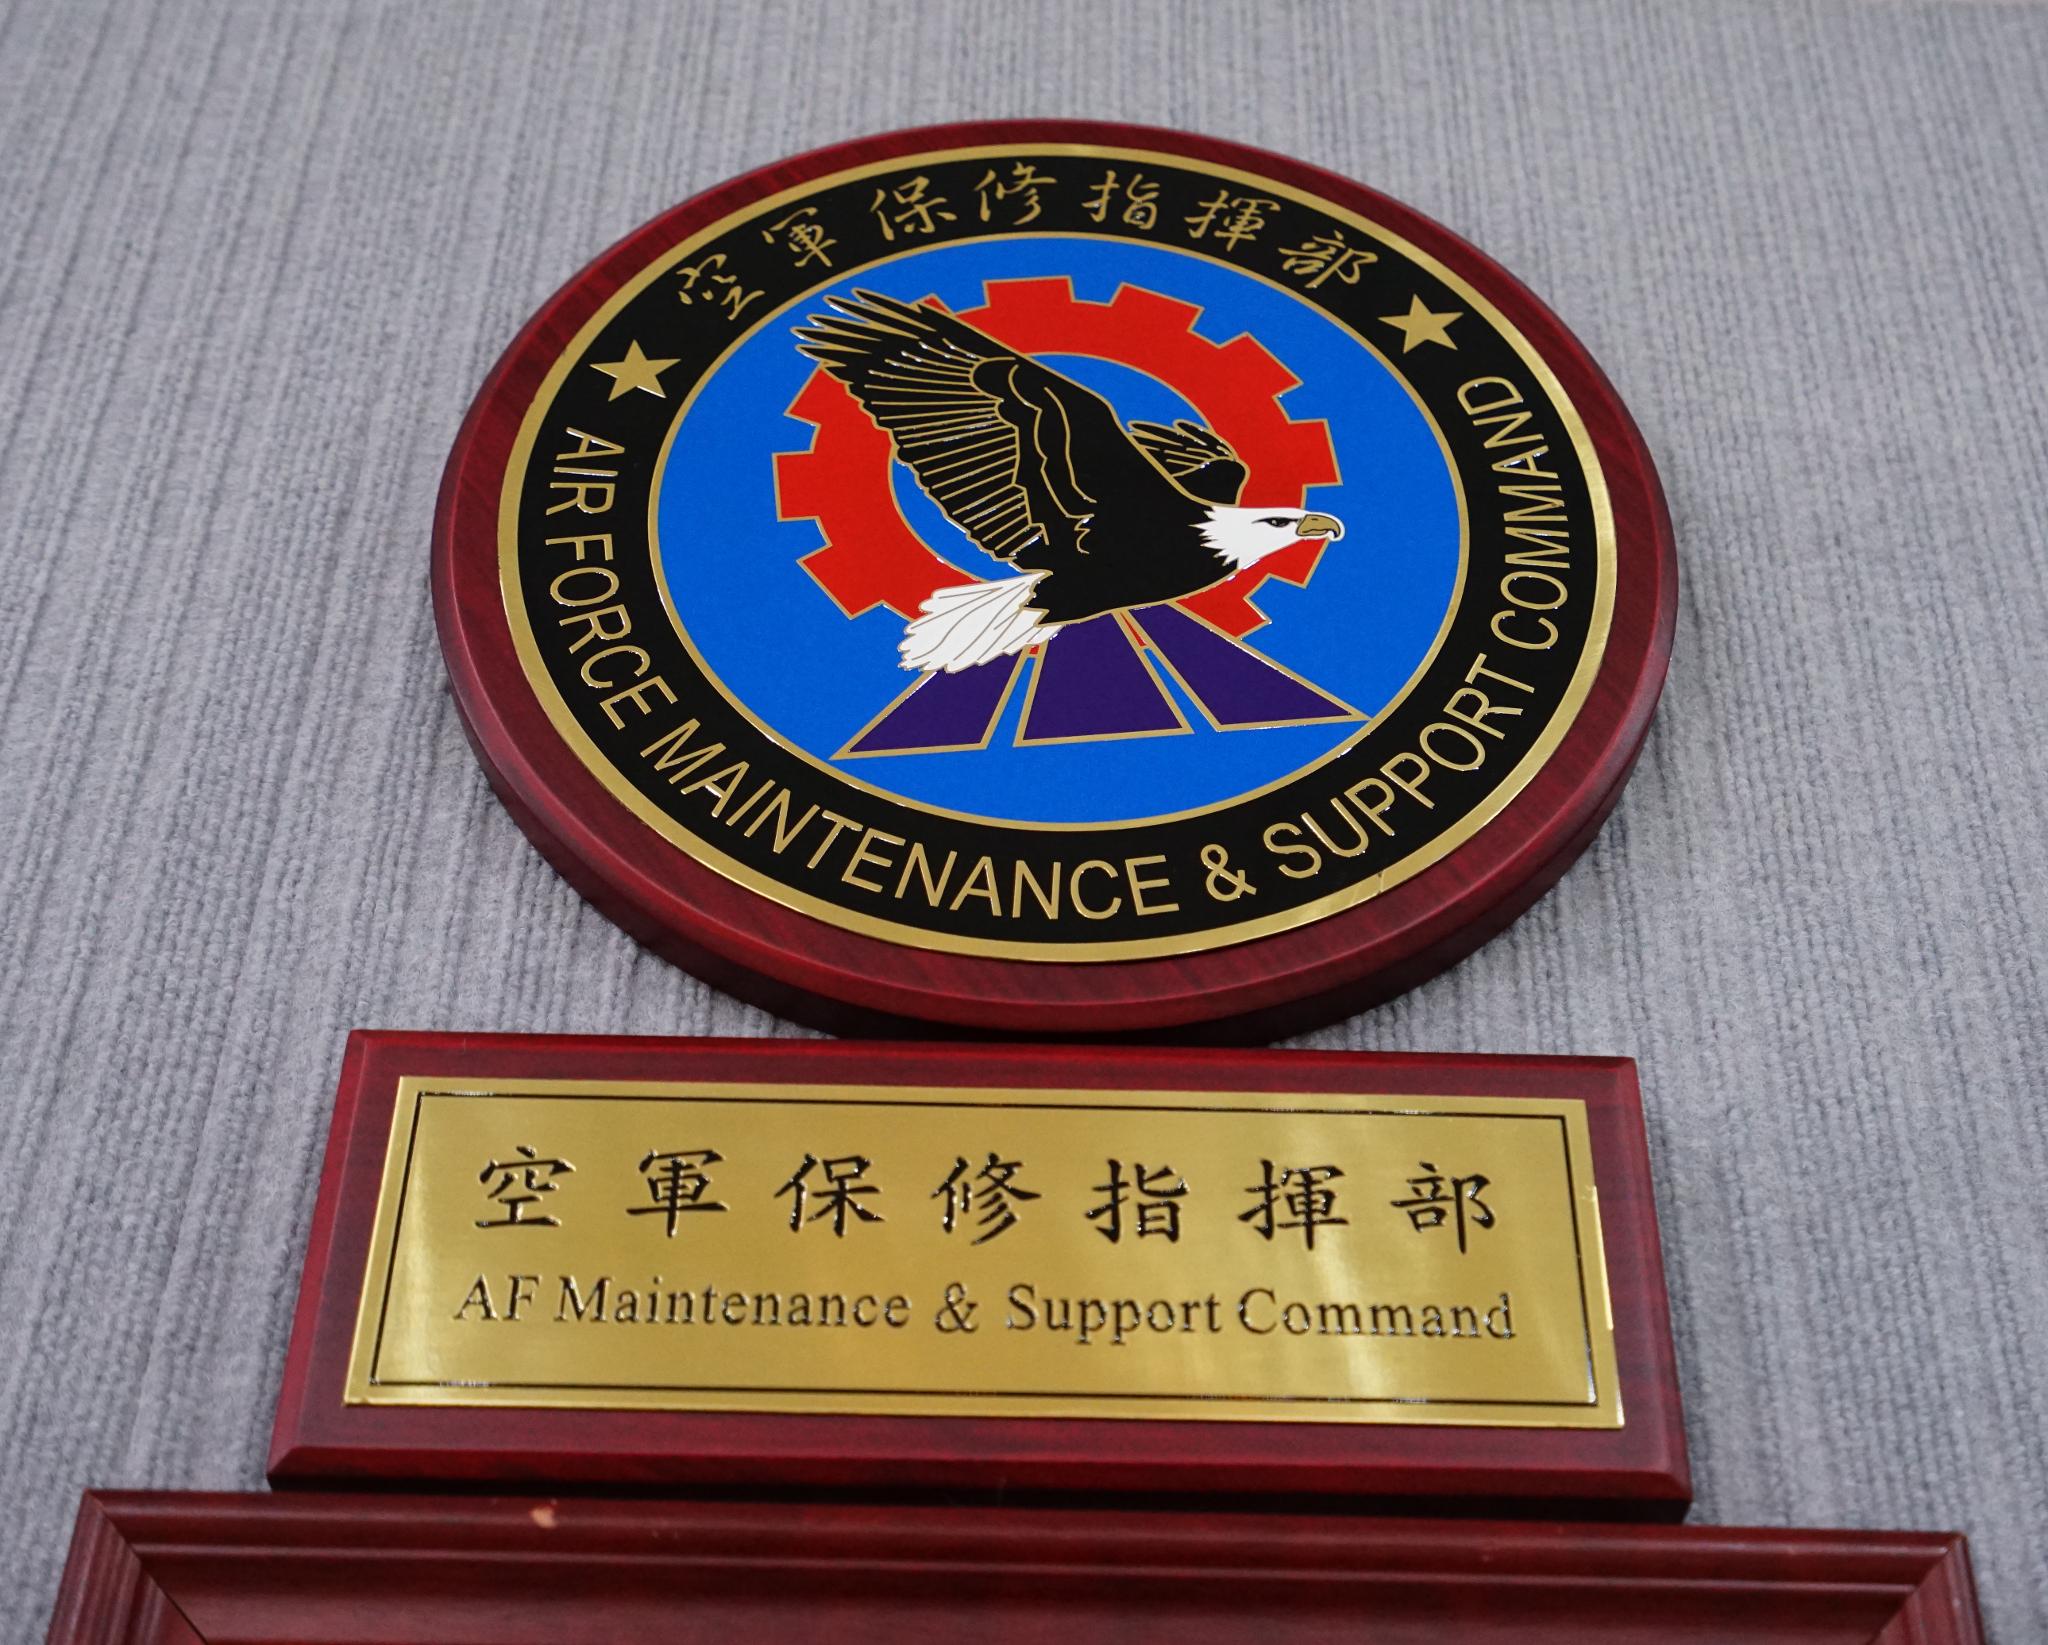 空軍保修指揮部
AIR FORCE MAINTENANCE & SUPPORT COMMAND
空軍保修指揮部
AF Maintenance & Support Command